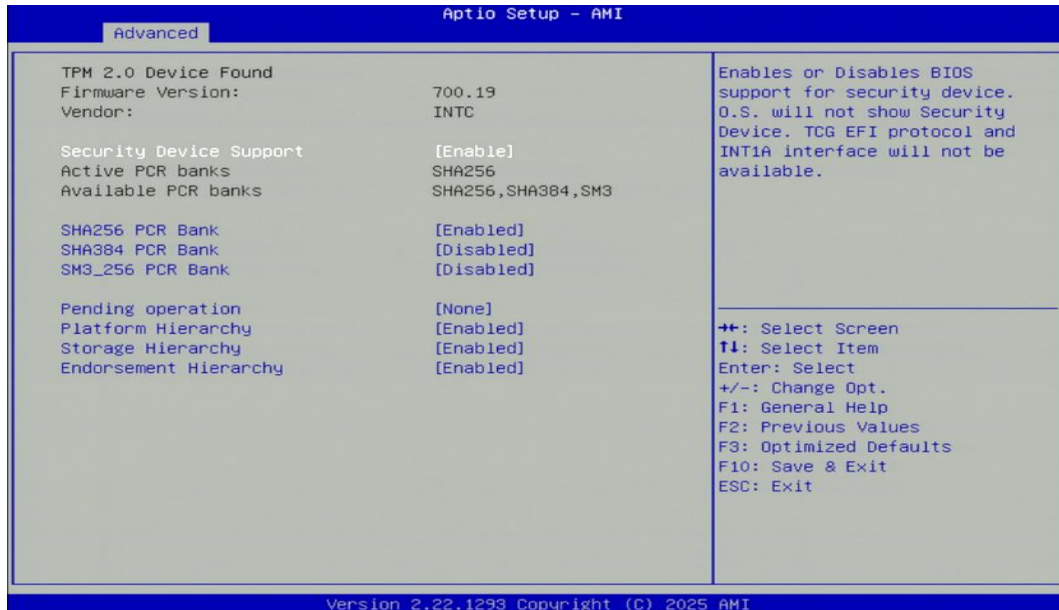 Aptio Setup - AMI
Advanced
TPM 2.0 Device Found
Firmware Version: 700.19
Vendor: INTC
Security Device Support [Enable]
Active PCR banks SHA256
Available PCR banks SHA256,SHA384,SM3
SHA256 PCR Bank [Enabled]
SHA384 PCR Bank [Disabled]
SM3_256 PCR Bank [Disabled]
Pending operation [None]
Platform Hierarchy [Enabled]
Storage Hierarchy [Enabled]
Endorsement Hierarchy [Enabled]
Enables or Disables BIOS
support for security device.
O.S. will not show Security
Device. TCG EFI protocol and
INT1A interface will not be
available.
→←: Select Screen
↑↓: Select Item
Enter: Select
+/-: Change Opt.
F1: General Help
F2: Previous Values
F3: Optimized Defaults
F10: Save & Exit
ESC: Exit
Version 2.22.1293 Copyright (C) 2025 AMI